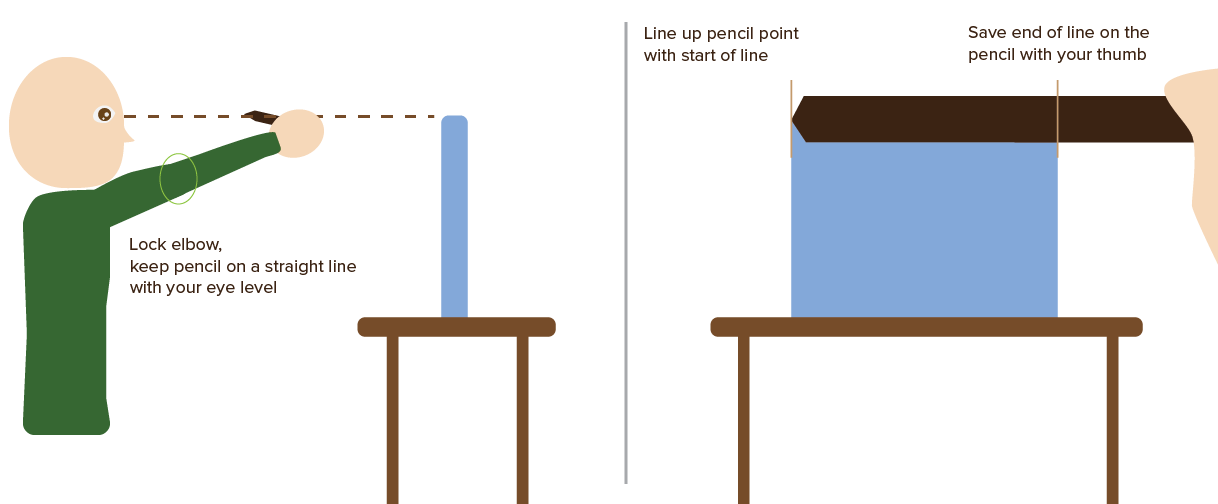 Lock elbow,
keep pencil on a straight line
with your eye level
Line up pencil point
with start of line
Save end of line on the
pencil with your thumb